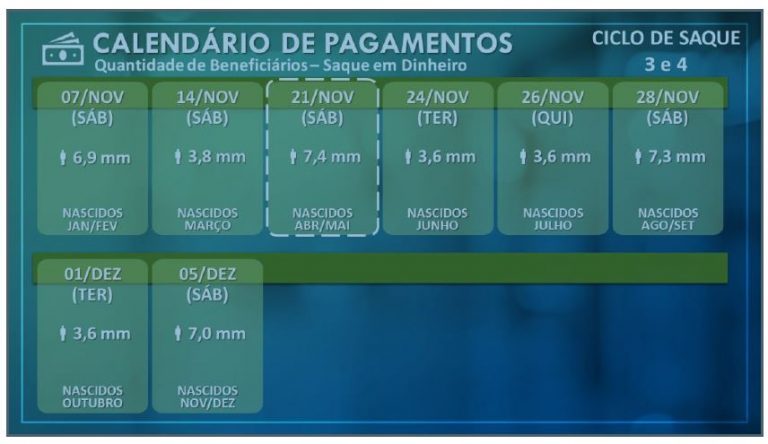 CALENDÁRIO DE PAGAMENTOS
Quantidade de Beneficiários – Saque em Dinheiro
CICLO DE SAQUE
3 e 4
07/NOV
(SÁB)
6,9 mm
NASCIDOS
JAN/FEV
14/NOV
(SÁB)
3,8 mm
NASCIDOS
MARÇO
21/NOV
(SÁB)
7,4 mm
NASCIDOS
ABR/MAI
24/NOV
(TER)
3,6 mm
NASCIDOS
JUNHO
26/NOV
(QUI)
3,6 mm
NASCIDOS
JULHO
28/NOV
(SÁB)
7,3 mm
NASCIDOS
AGO/SET
01/DEZ
(TER)
3,6 mm
NASCIDOS
OUTUBRO
05/DEZ
(SÁB)
7,0 mm
NASCIDOS
NOV/DEZ